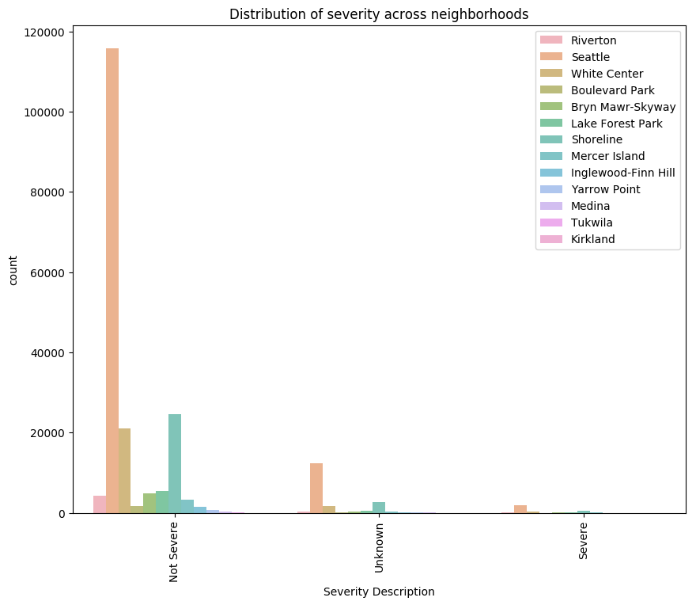 Distribution of severity across neighborhoods
120000
100000
80000
60000
40000
20000
0
count
Riverton
Seattle
White Center
Boulevard Park
Bryn Mawr-Skyway
Lake Forest Park
Shoreline
Mercer Island
Inglewood-Finn Hill
Yarrow Point
Medina
Tukwila
Kirkland
Not Severe
Unknown
Severe
Severity Description